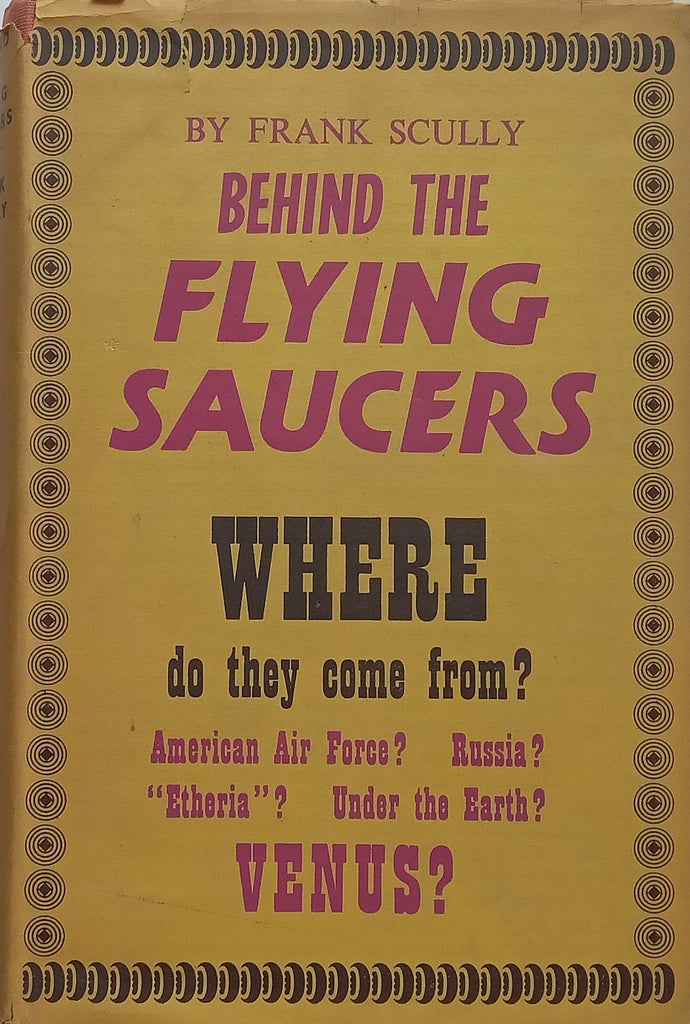 BY FRANK SCULLY
BEHIND THE
FLYING
SAUCERS
WHERE
do they come from?
American Air Force? Russia?
“Etheria”? Under the Earth?
VENUS?